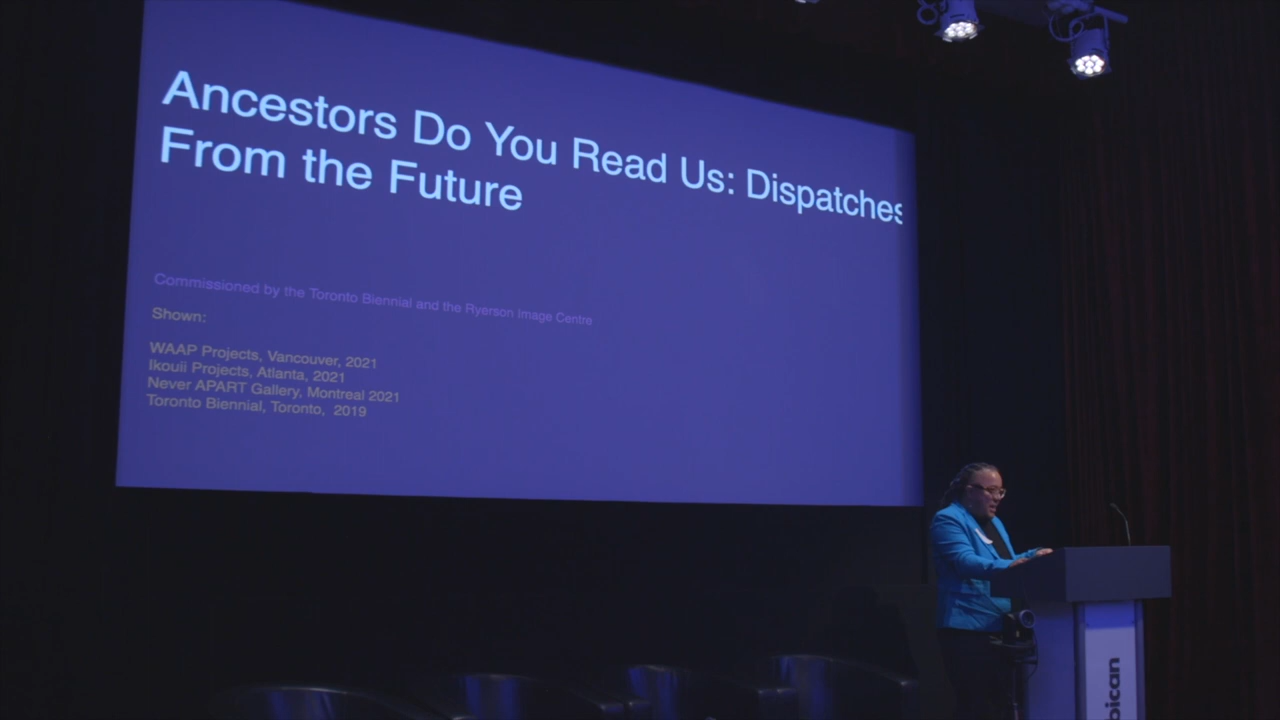 Ancestors Do You Read Us: Dispatches
From the Future
Commissioned by the Toronto Biennial and the Ryerson Image Centre
Shown:
WAAP Projects, Vancouver, 2021
Ikouii Projects, Atlanta, 2021
Never APART Gallery, Montreal 2021
Toronto Biennial, Toronto, 2019
bican